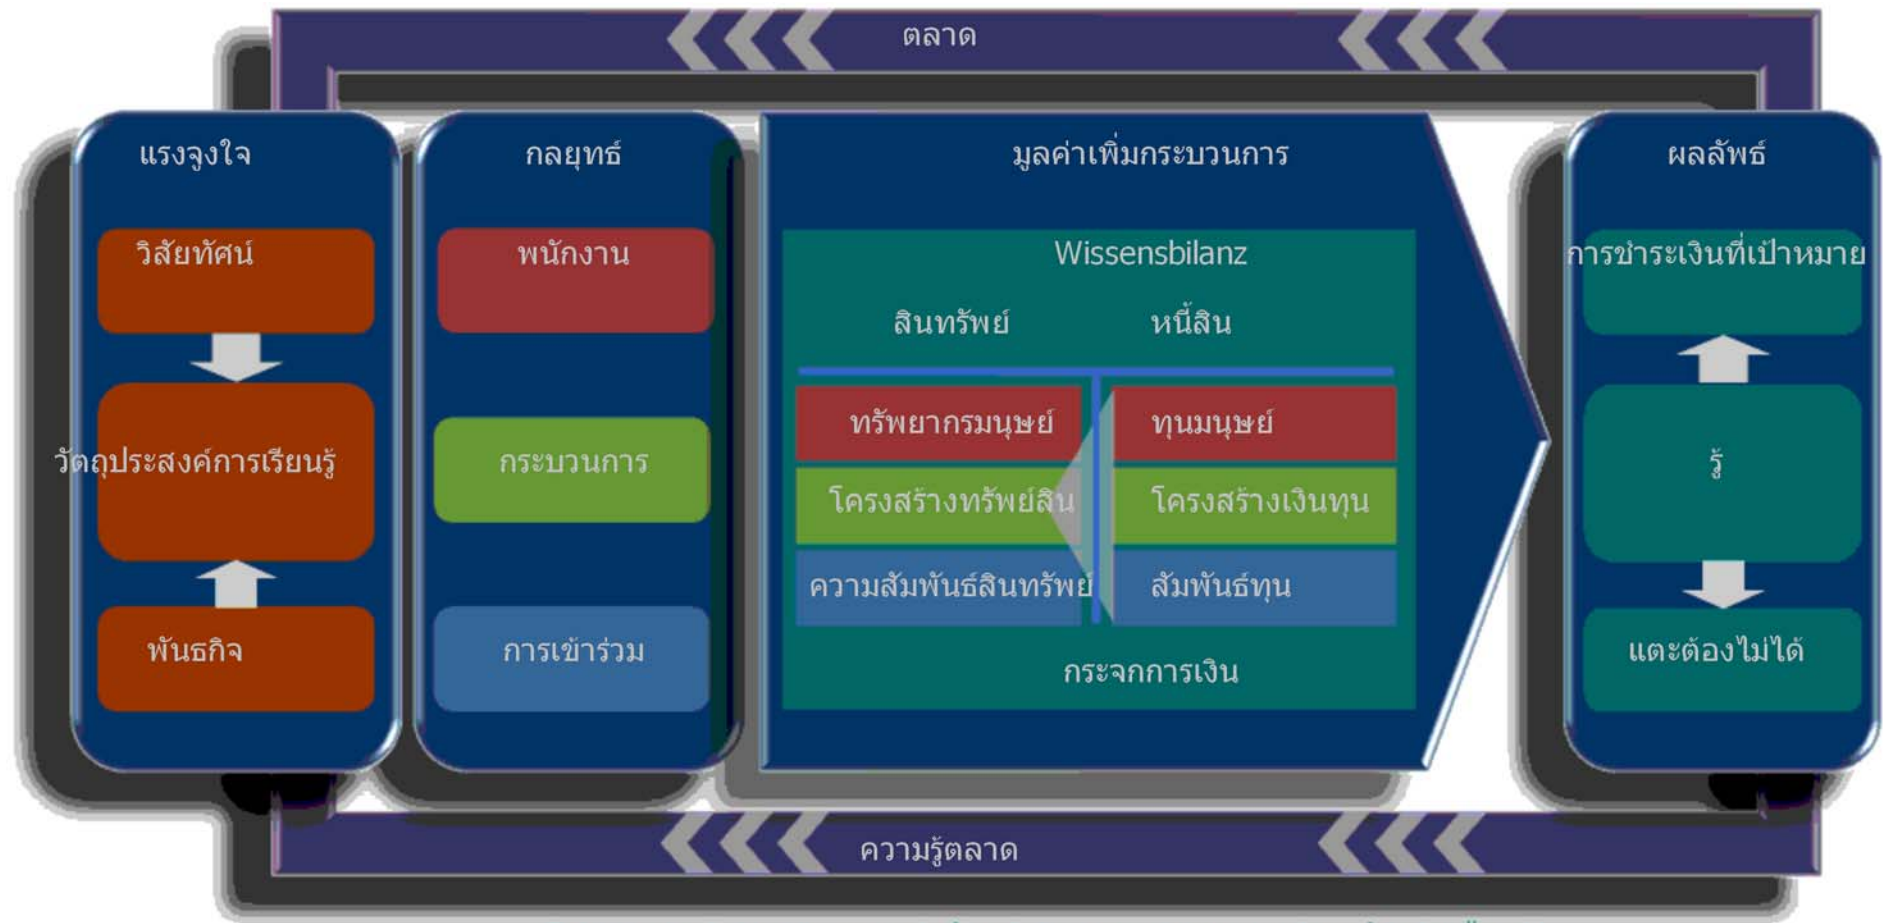 ตลาด
แรงจูงใจ
วิสัยทัศน์
วัตถุประสงค์การเรียนรู้
พันธกิจ
กลยุทธ์
พนักงาน
กระบวนการ
การเข้าร่วม
มูลค่าเพิ่มกระบวนการ
Wissensbilanz
สินทรัพย์ หนี้สิน
ทรัพยากรมนุษย์ ทุนมนุษย์
โครงสร้างทรัพย์สิน โครงสร้างเงินทุน
ความสัมพันธ์สินทรัพย์ สัมพันธ์ทุน
กระจกการเงิน
ผลลัพธ์
การชำระเงินที่เป้าหมาย
รู้
แตะต้องไม่ได้
ความรู้ตลาด